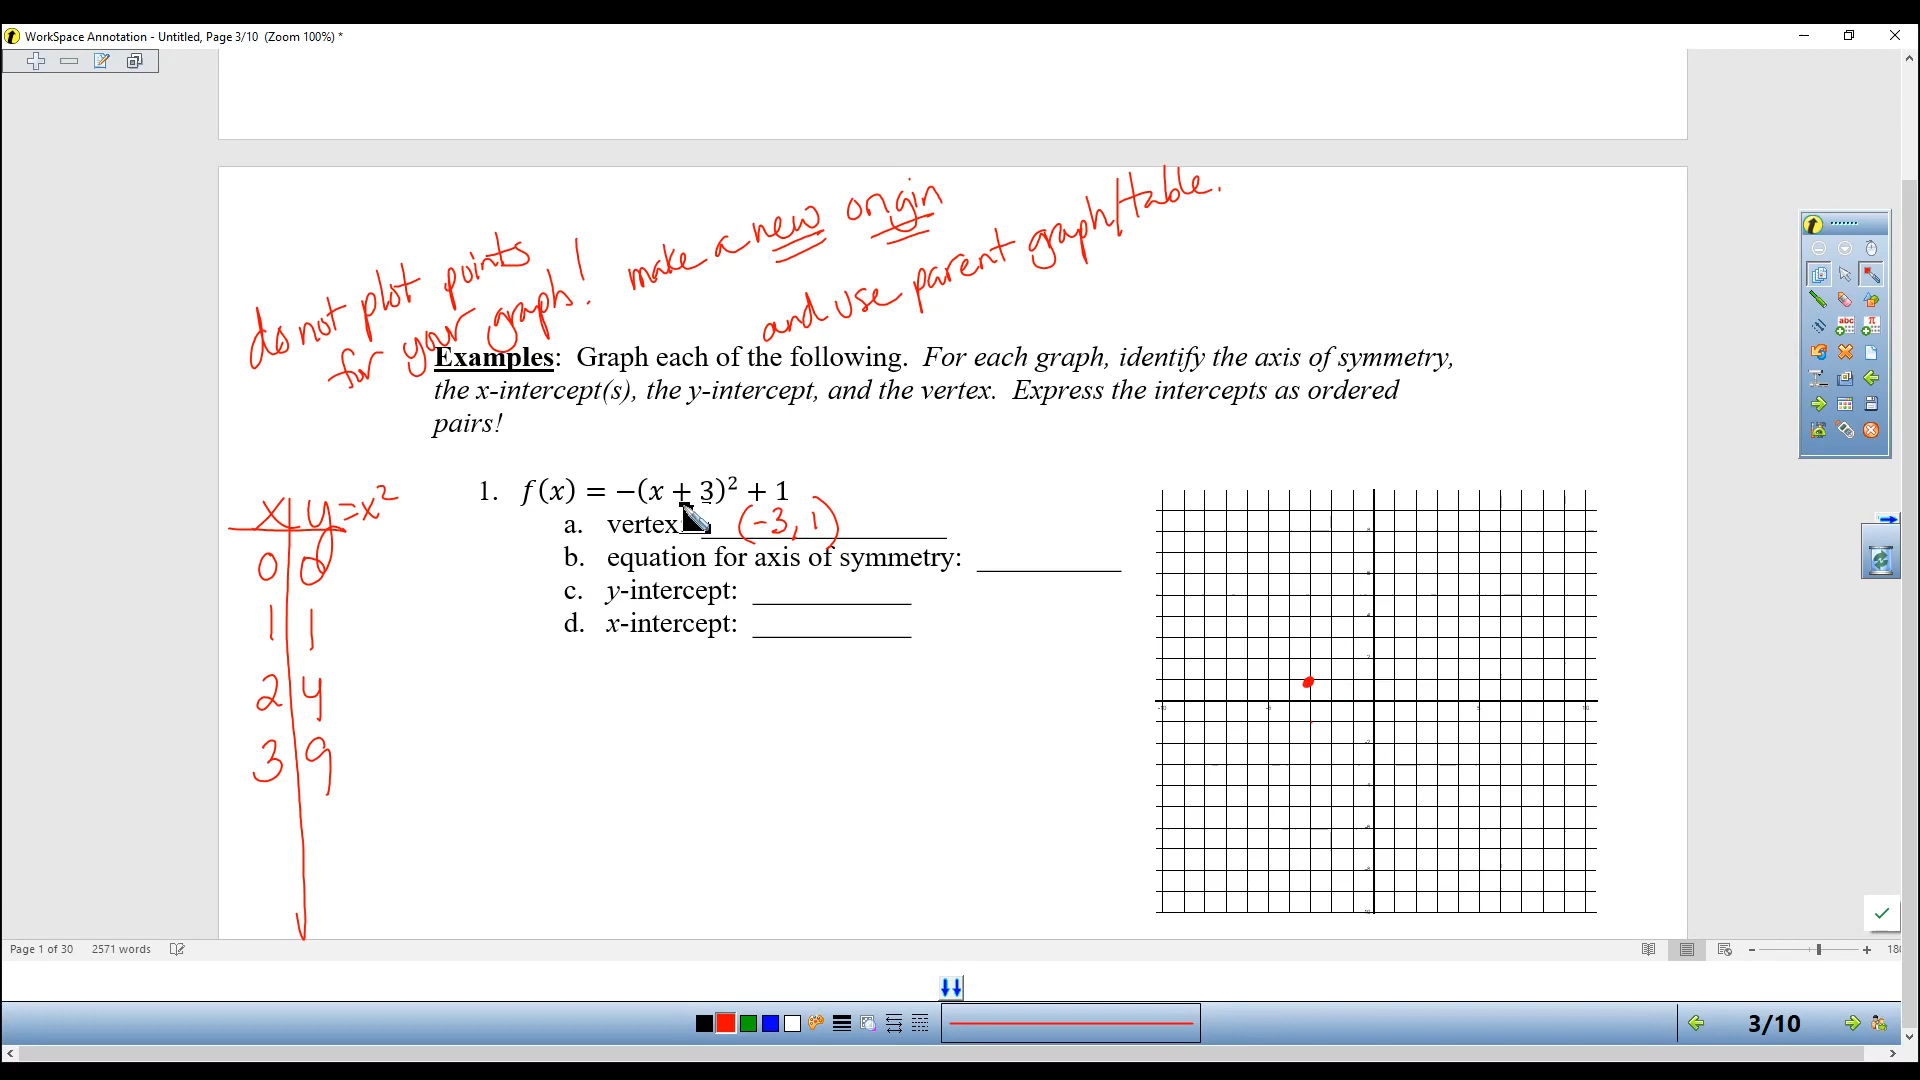 WorkSpace Annotation - Untitled, Page 3/10 (Zoom 100%) *
do not plot points
for your graph! make a new origin
and use parent graph/table.
Examples: Graph each of the following. For each graph, identify the axis of symmetry,
the x-intercept(s), the y-intercept, and the vertex. Express the intercepts as ordered
pairs!
1. f(x) = −(x + 3)² + 1
a. vertex: (-3, 1)
b. equation for axis of symmetry: __________
c. y-intercept: ___________
d. x-intercept: ___________
x y = x²
0 0
1 1
2 4
3 9
Page 1 of 30 2571 words
3/10